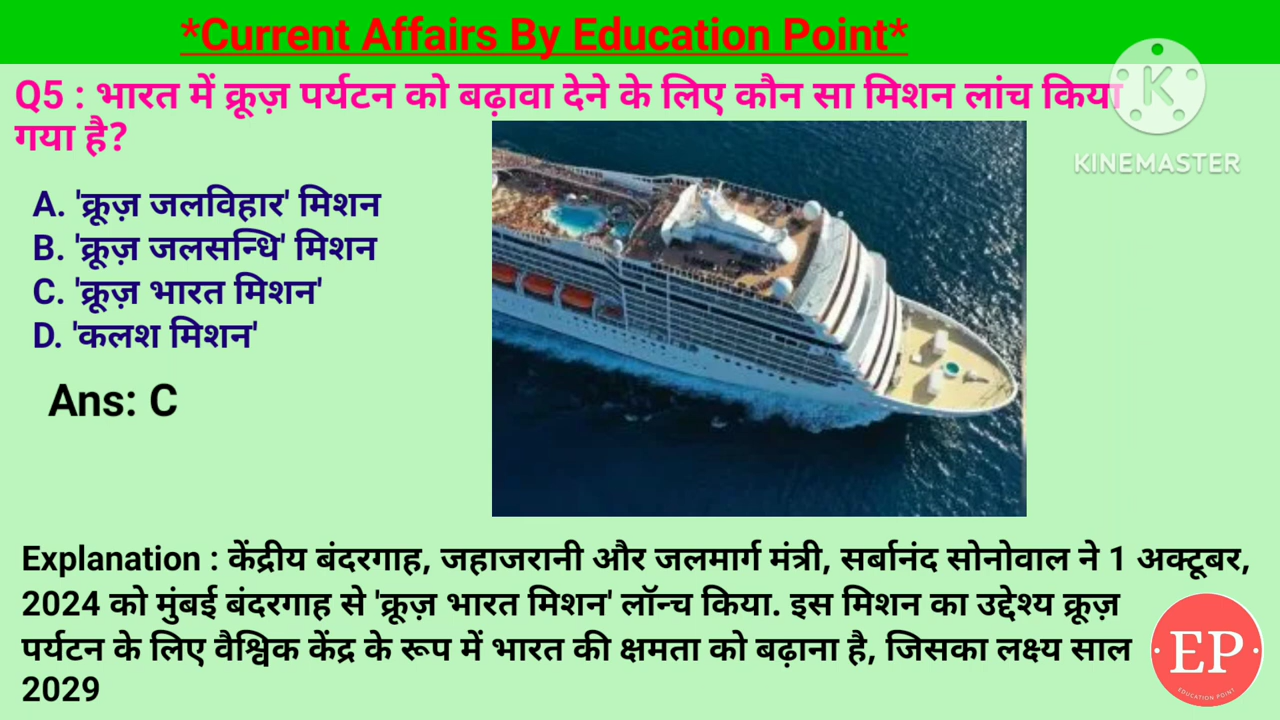 *Current Affairs By Education Point*
Q5 : भारत में क्रूज़ पर्यटन को बढ़ावा देने के लिए कौन सा मिशन लांच किया
गया है?
KINEMASTER
A. 'क्रूज़ जलविहार' मिशन
B. 'क्रूज़ जलसन्धि' मिशन
C. 'क्रूज़ भारत मिशन'
D. 'कलश मिशन'
Ans: C
Explanation : केंद्रीय बंदरगाह, जहाजरानी और जलमार्ग मंत्री, सर्बानंद सोनोवाल ने 1 अक्टूबर,
2024 को मुंबई बंदरगाह से 'क्रूज़ भारत मिशन' लॉन्च किया. इस मिशन का उद्देश्य क्रूज़
पर्यटन के लिए वैश्विक केंद्र के रूप में भारत की क्षमता को बढ़ाना है, जिसका लक्ष्य साल
2029
K
EP
EDUCATION POINT